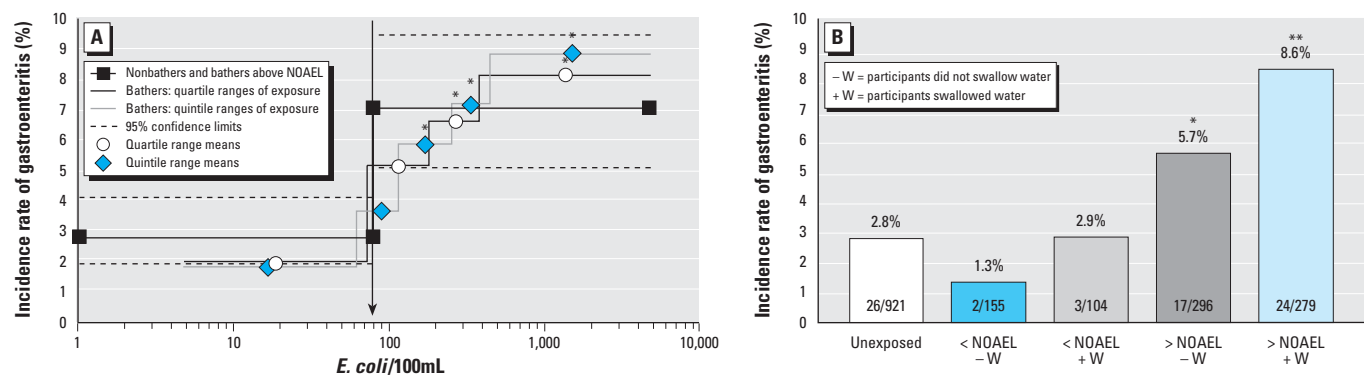 A
Incidence rate of gastroenteritis (%)
10
9
8
7
6
5
4
3
2
1
0
Nonbathers and bathers above NOAEL
Bathers: quartile ranges of exposure
Bathers: quintile ranges of exposure
95% confidence limits
Quartile range means
Quintile range means
*
*
*
*
*
1 10 100 1,000 10,000
E. coli/100mL
B
Incidence rate of gastroenteritis (%)
10
9
8
7
6
5
4
3
2
1
0
– W = participants did not swallow water
+ W = participants swallowed water
2.8%
1.3%
2.9%
*
5.7%
**
8.6%
26/921 2/155 3/104 17/296 24/279
Unexposed < NOAEL < NOAEL > NOAEL > NOAEL
– W + W – W + W